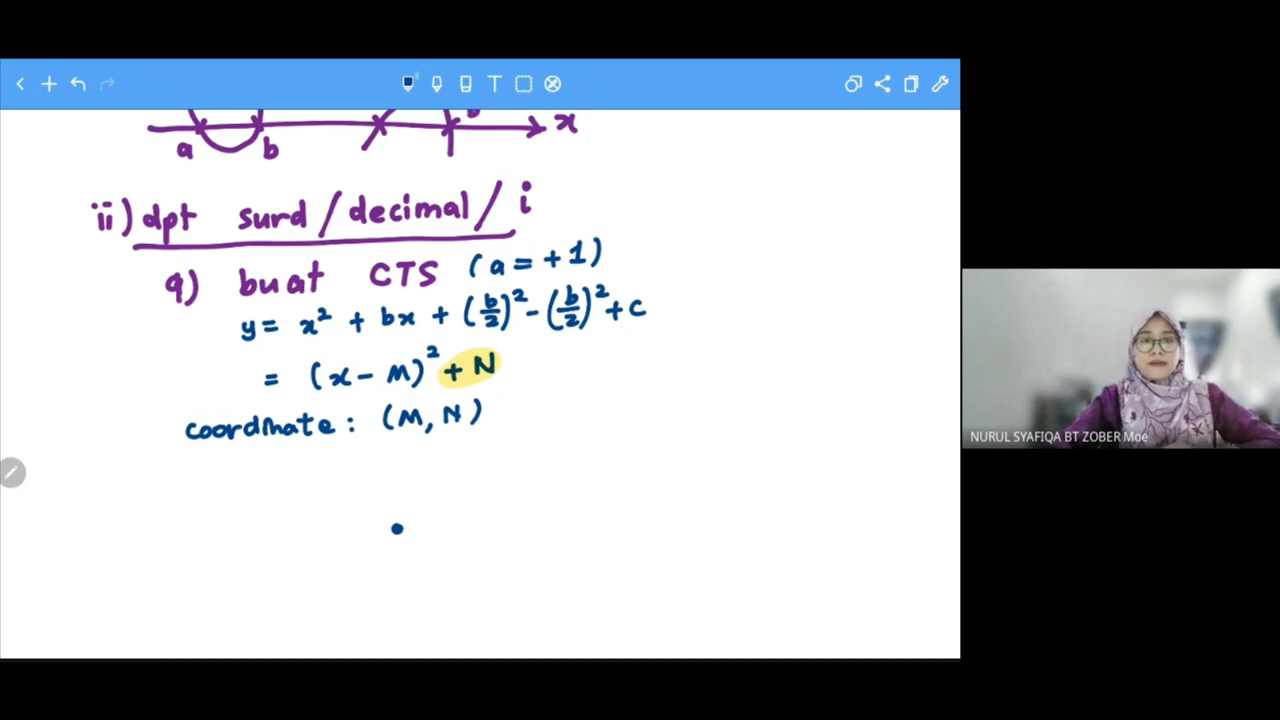 x
a b
ii) dpt surd / decimal / i
a) buat CTS (a = +1)
y = x² + bx + (b/2)² - (b/2)² + c
= (x - M)² + N
coordinate : (M, N)
NURUL SYAFIQA BT ZOBER Moe